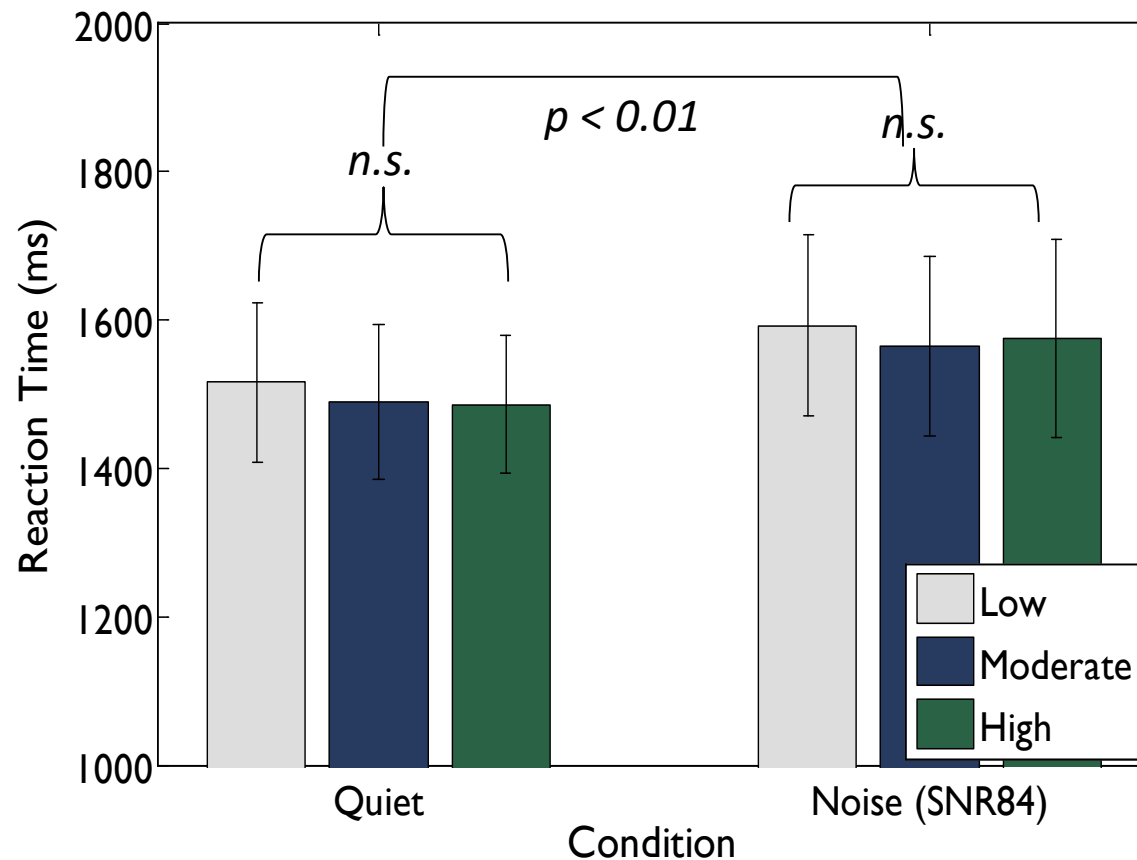 2000
1800
1600
1400
1200
1000
Reaction Time (ms)
p < 0.01
n.s.
n.s.
Low
Moderate
High
Quiet
Noise (SNR84)
Condition